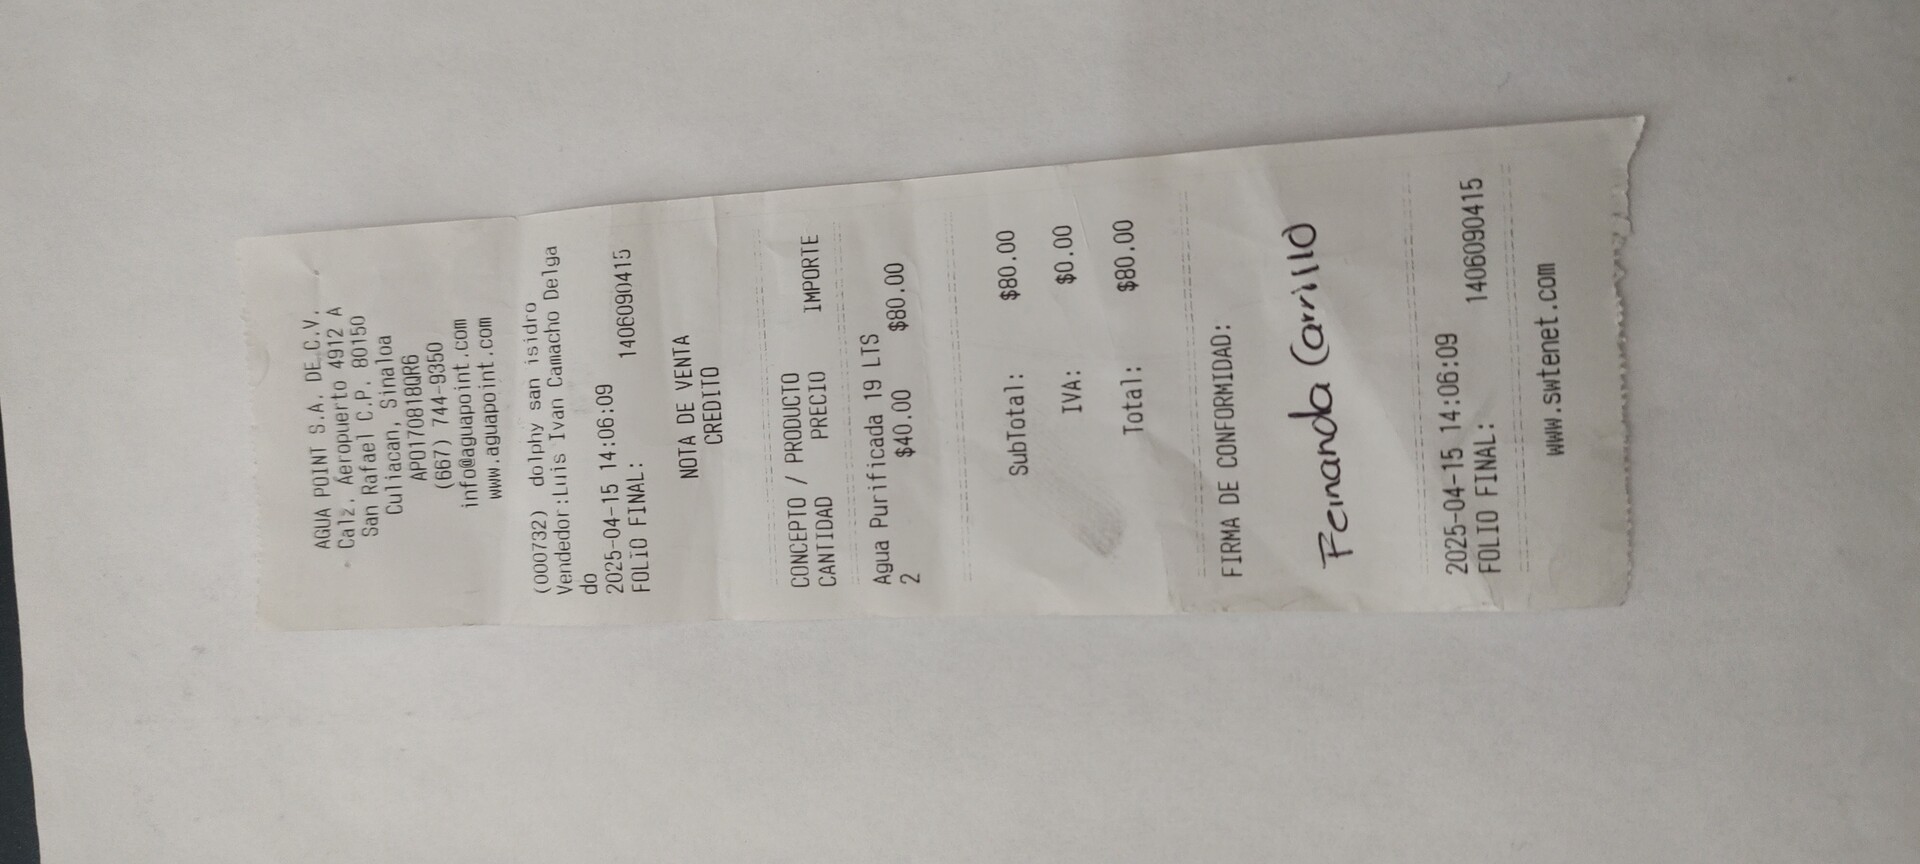 AGUA POINT S.A. DE C.V.
Calz. Aeropuerto 4912 A
San Rafael C.P. 80150
Culiacan, Sinaloa
APO170818QR6
(667) 744-9350
info@aguapoint.com
www.aguapoint.com
(000732) dolphy san isidro
Vendedor:Luis Ivan Camacho Delga
do
2025-04-15 14:06:09
FOLIO FINAL: 1406090415
NOTA DE VENTA
CREDITO
CONCEPTO / PRODUCTO
CANTIDAD PRECIO IMPORTE
Agua Purificada 19 LTS
2 $40.00 $80.00
SubTotal: $80.00
IVA: $0.00
Total: $80.00
FIRMA DE CONFORMIDAD:
Fernanda Carrillo
2025-04-15 14:06:09
FOLIO FINAL: 1406090415
www.swtenet.com